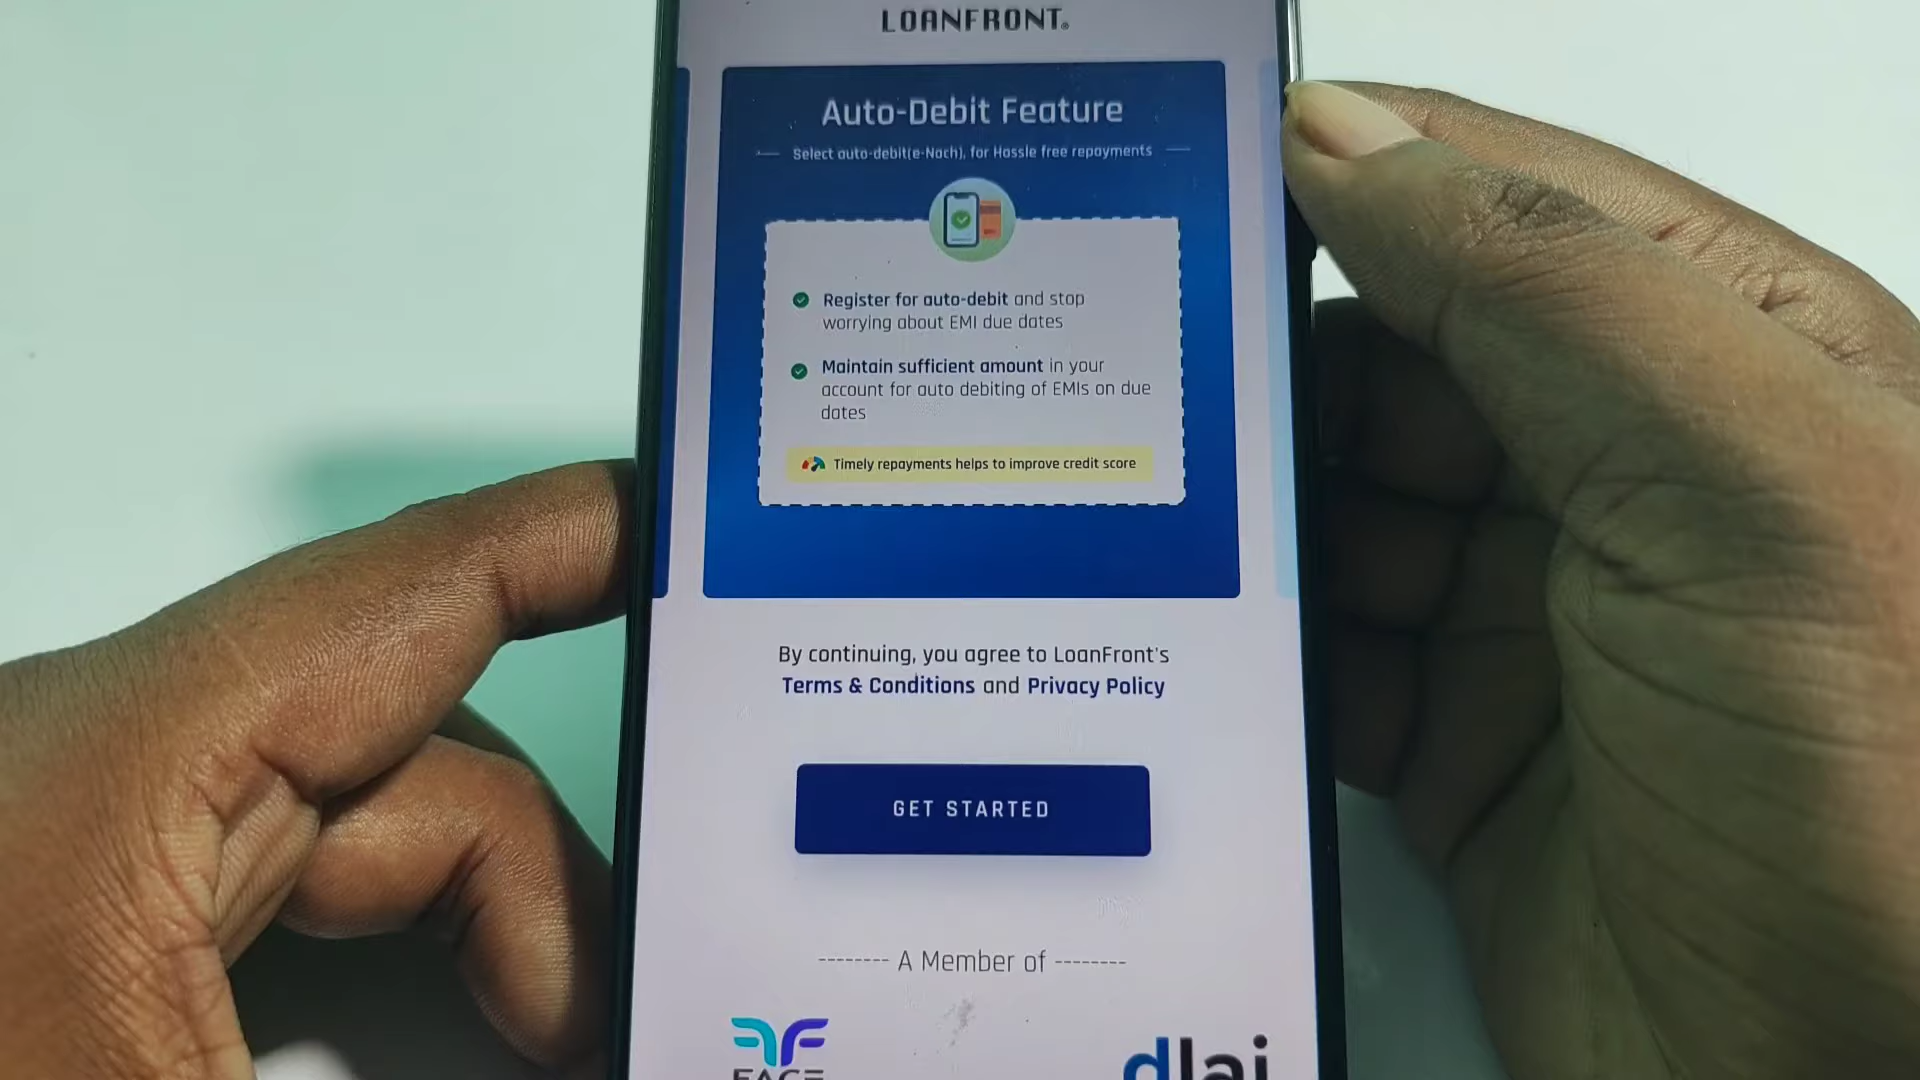 LOANFRONT
Auto-Debit Feature
Select auto-debit(e-Nach), for Hassle free repayments
Register for auto-debit and stop
worrying about EMI due dates
Maintain sufficient amount in your
account for auto debiting of EMIs on due
dates
Timely repayments helps to improve credit score
By continuing, you agree to LoanFront's
Terms & Conditions and Privacy Policy
GET STARTED
-------- A Member of --------
FACE
dlai